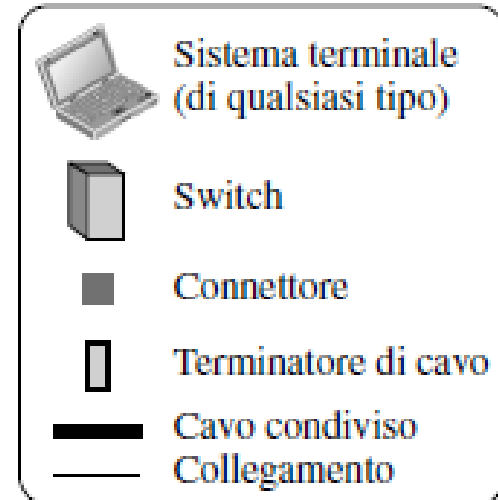 Sistema terminale
(di qualsiasi tipo)
Switch
Connettore
Terminatore di cavo
Cavo condiviso
Collegamento